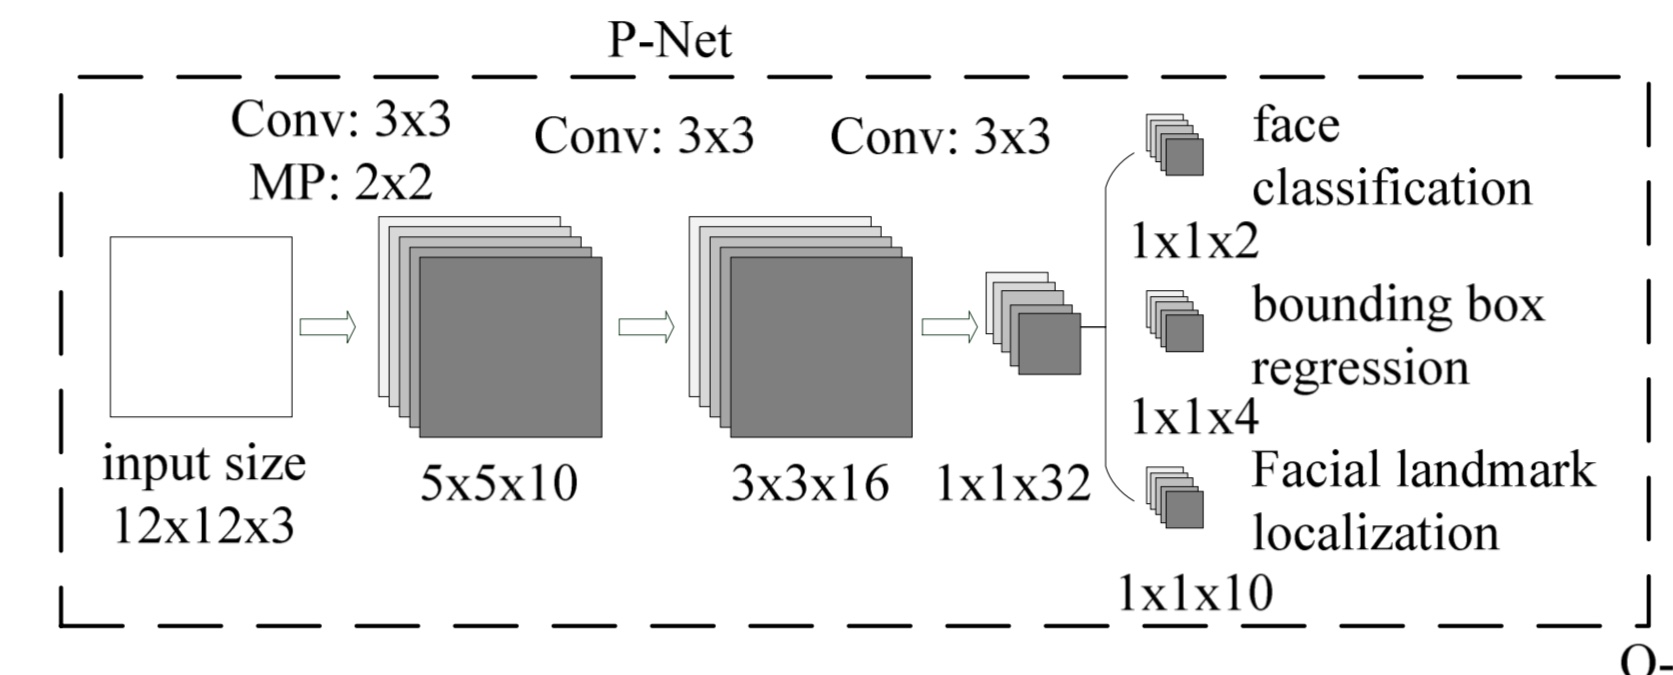 P-Net
Conv: 3x3
MP: 2x2
Conv: 3x3
Conv: 3x3
input size
12x12x3
5x5x10
3x3x16
1x1x32
face
classification
1x1x2
bounding box
regression
1x1x4
Facial landmark
localization
1x1x10